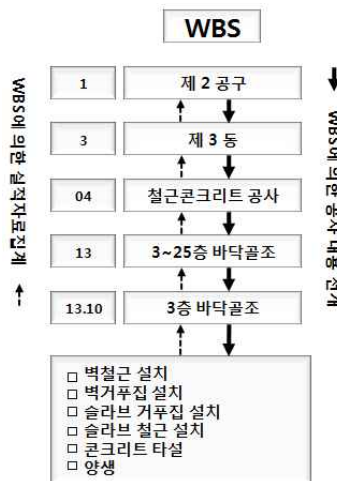 WBS
1
제 2 공구
3
제 3 동
04
철근콘크리트 공사
13
3~25층 바닥골조
13.10
3층 바닥골조
□ 벽철근 설치
□ 벽거푸집 설치
□ 슬라브 거푸집 설치
□ 슬라브 철근 설치
□ 콘크리트 타설
□ 양생
WBS에 의한 실적자료집계
WBS에 의한 공사 내용 전개